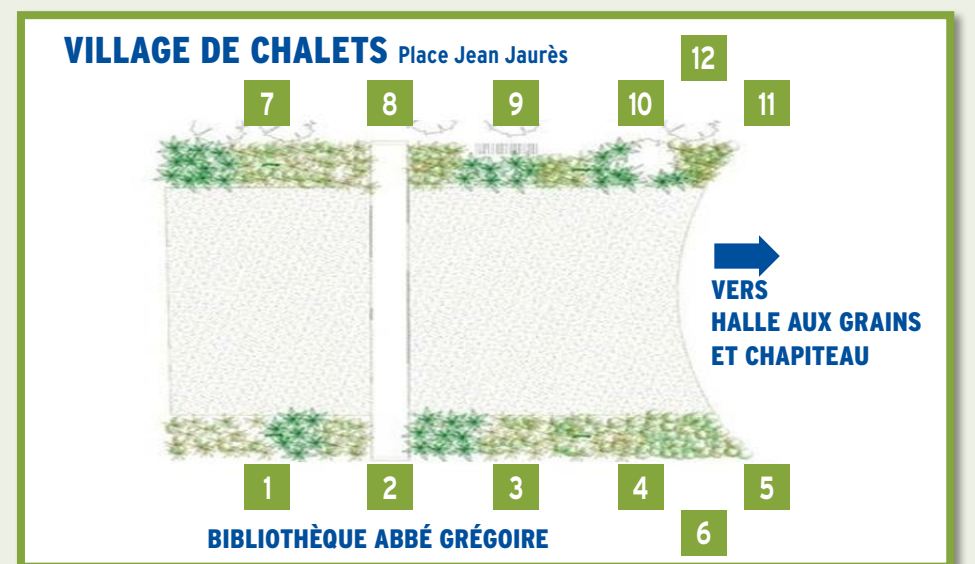 VILLAGE DE CHALETS Place Jean Jaurès
12
7 8 9 10 11
VERS
HALLE AUX GRAINS
ET CHAPITEAU
1 2 3 4 5
6
BIBLIOTHÈQUE ABBÉ GRÉGOIRE